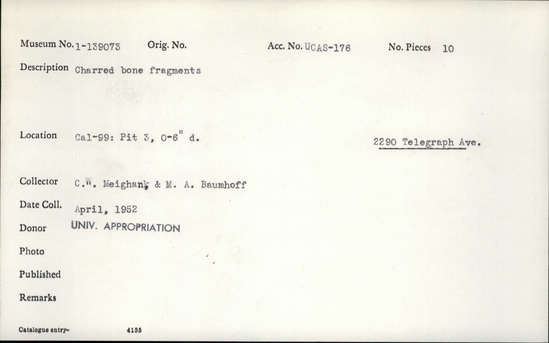 Museum No. 1-139073 Orig. No. Acc. No. UCAS-176 No. Pieces 10
Description Charred bone fragments
Location Cal-99: Pit 3, 0-6" d. 2290 Telegraph Ave.
Collector C.W. Meighan, & M. A. Baumhoff
Date Coll. April, 1952
Donor UNIV. APPROPRIATION
Photo
Published
Remarks
Catalogue entry- 4195